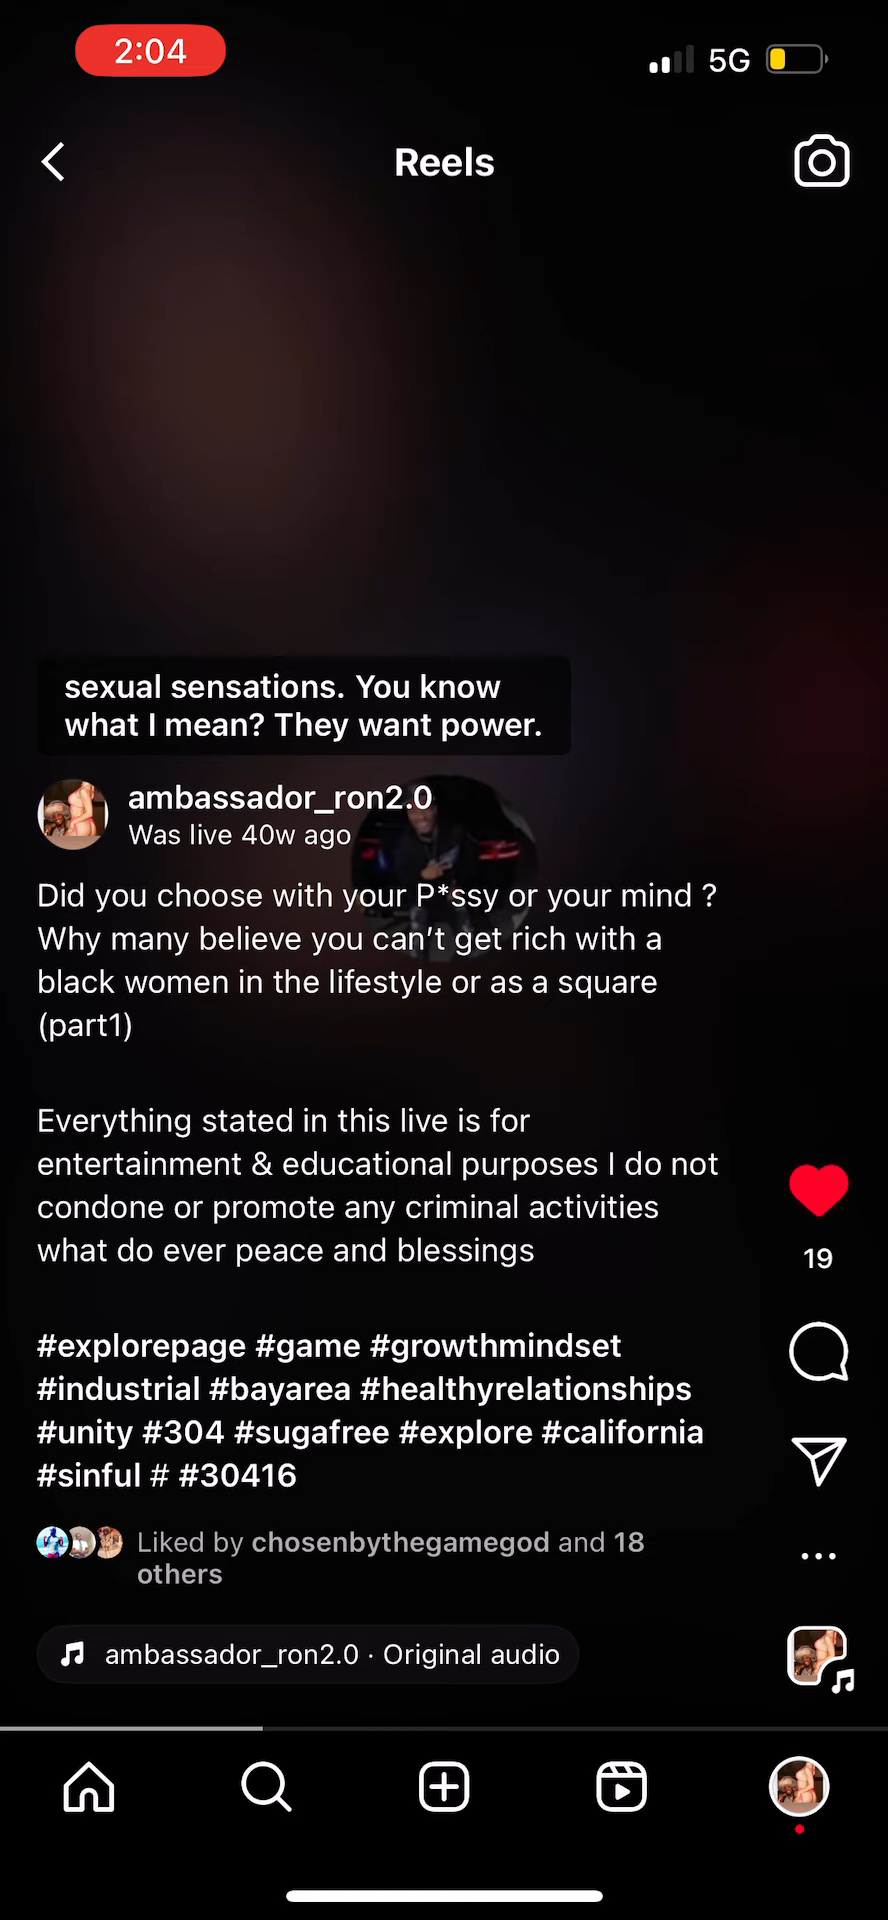 2:04
5G
Reels
sexual sensations. You know
what I mean? They want power.
ambassador_ron2.0
Was live 40w ago
Did you choose with your P*ssy or your mind ?
Why many believe you can’t get rich with a
black women in the lifestyle or as a square
(part1)
Everything stated in this live is for
entertainment & educational purposes I do not
condone or promote any criminal activities
what do ever peace and blessings
#explorepage #game #growthmindset
#industrial #bayarea #healthyrelationships
#unity #304 #sugafree #explore #california
#sinful # #30416
19
Liked by chosenbythegamegod and 18
others
ambassador_ron2.0 · Original audio